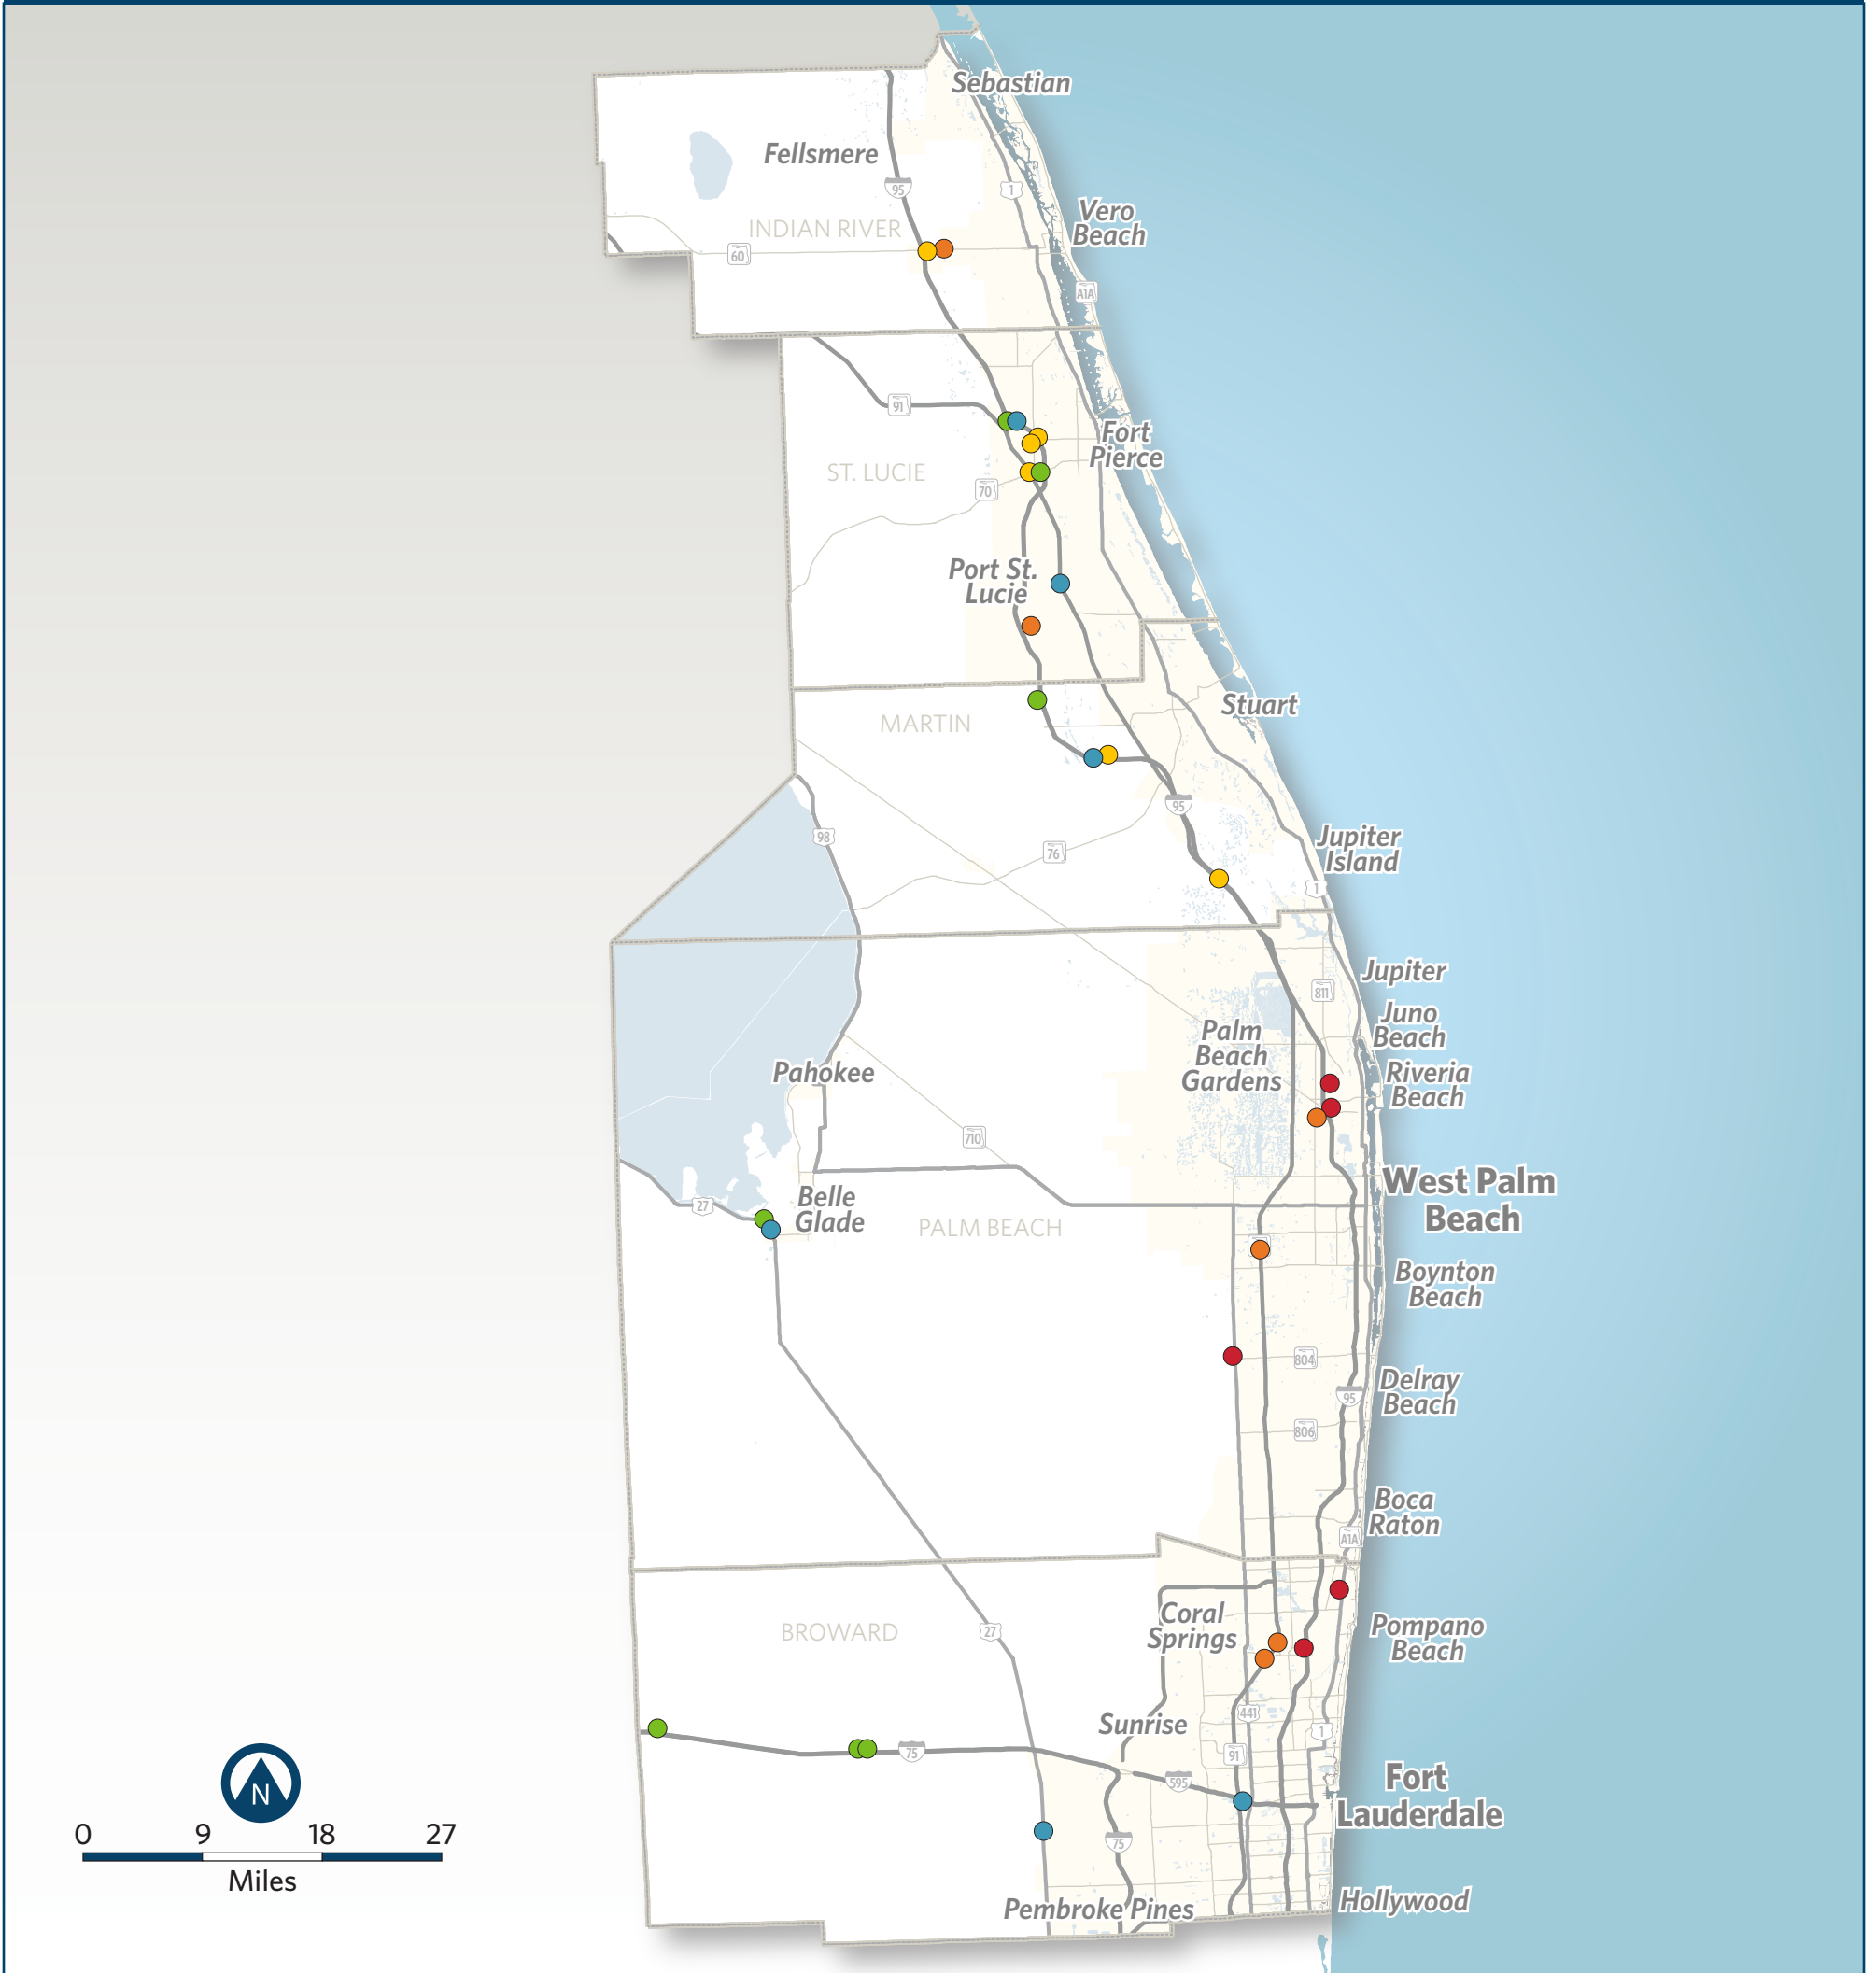 Sebastian
Fellsmere
95
1
Vero
Beach
INDIAN RIVER
60
A1A
91
Fort
Pierce
ST. LUCIE
70
Port St.
Lucie
Stuart
MARTIN
95
98
76
Jupiter
Island
1
Jupiter
811
Juno
Beach
Palm
Beach
Gardens
Pahokee
Riveria
Beach
710
West Palm
Beach
Belle
Glade
27
PALM BEACH
Boynton
Beach
804
Delray
Beach
95
806
Boca
Raton
A1A
Coral
Springs
Pompano
Beach
BROWARD
27
441
Sunrise
1
75
91
595
Fort
Lauderdale
N
0 9 18 27
Miles
75
Pembroke Pines
Hollywood